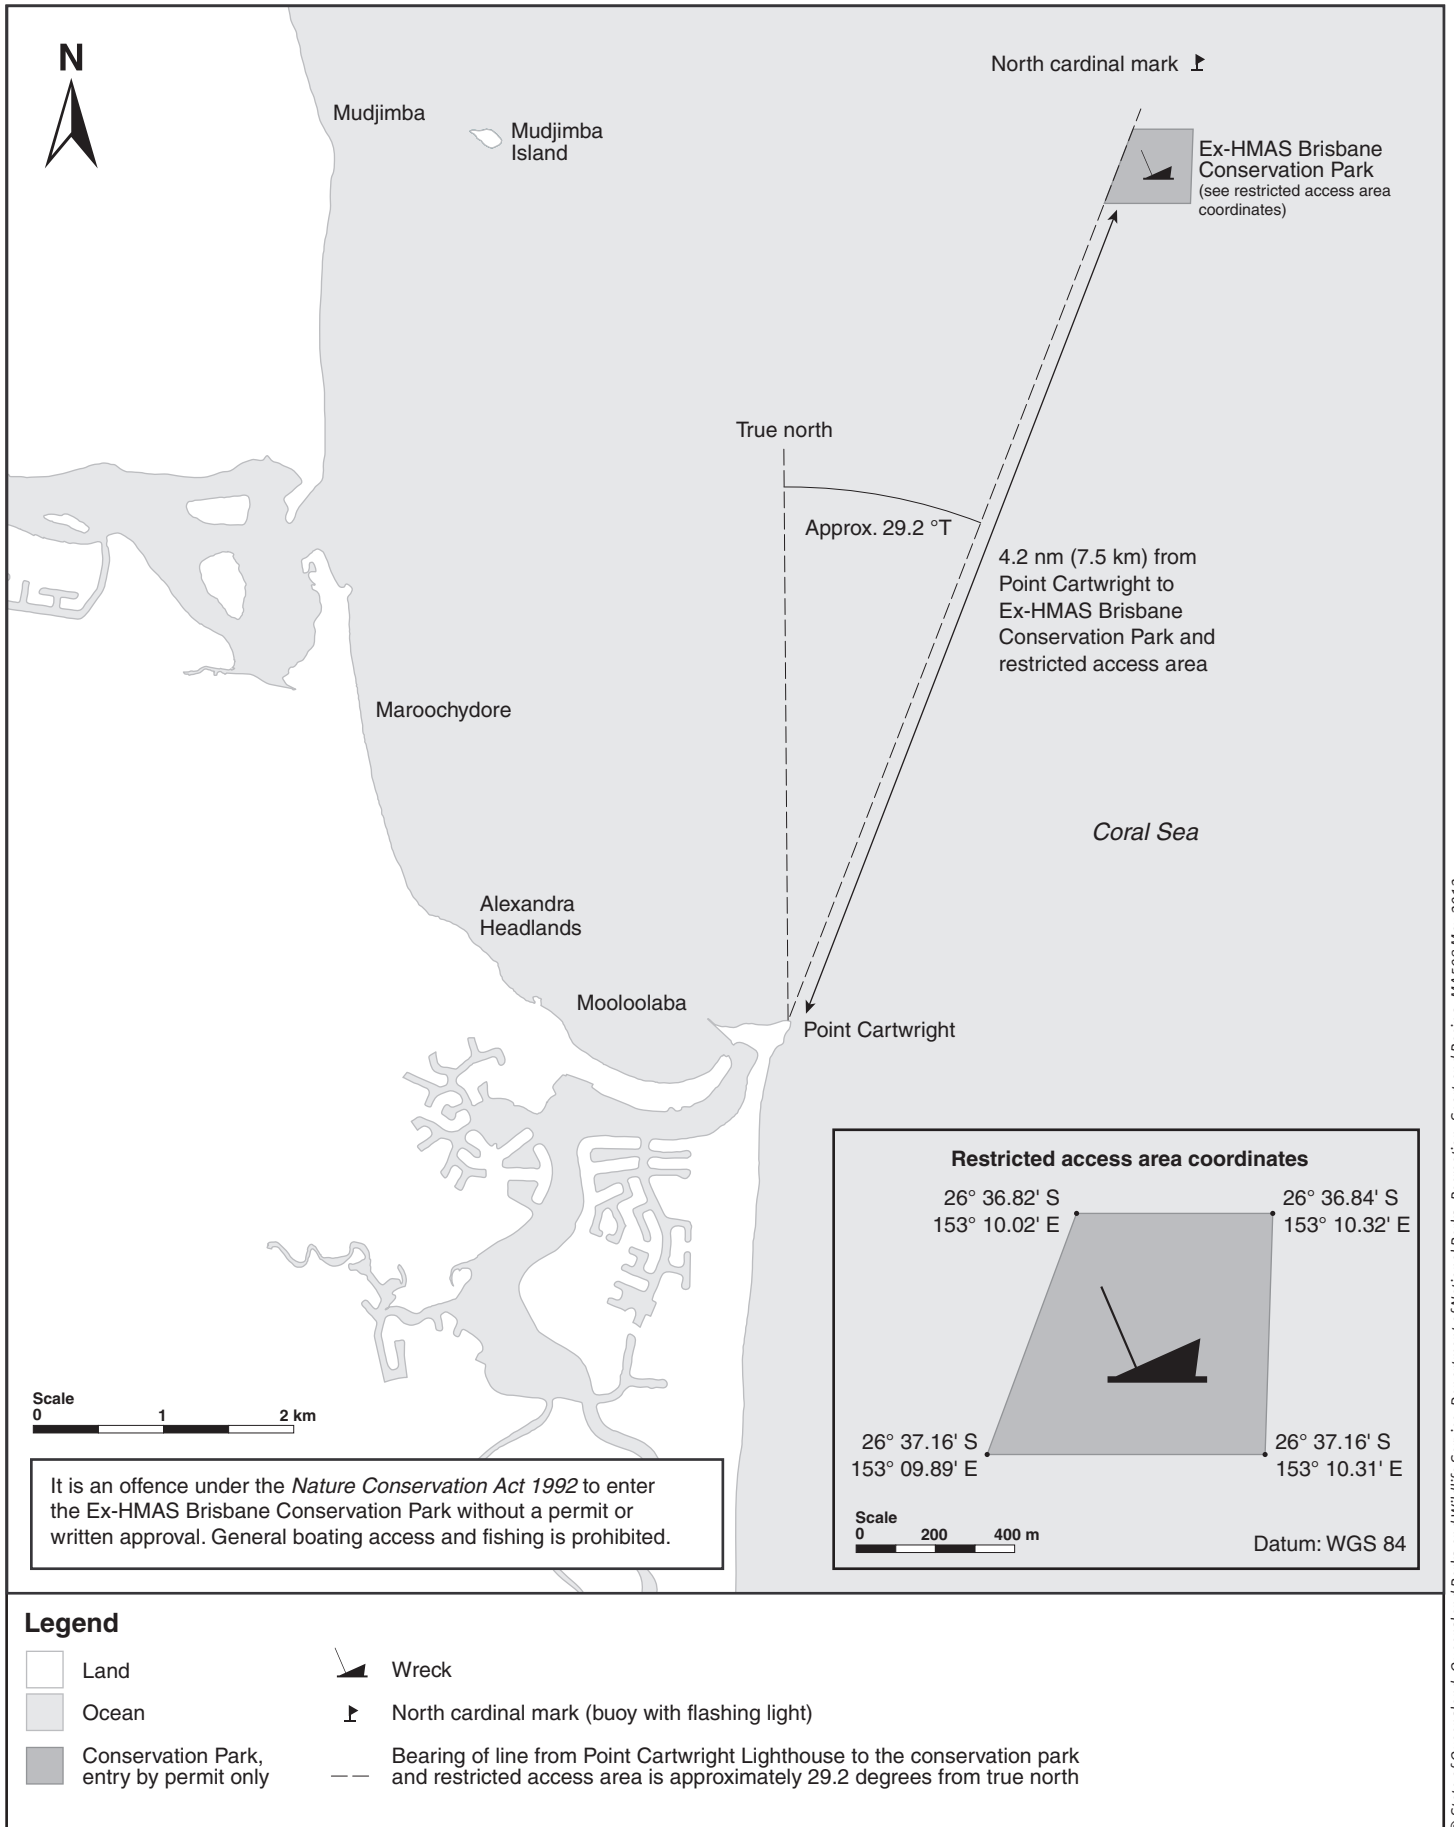 N
North cardinal mark
Mudjimba
Mudjimba
Island
Ex-HMAS Brisbane
Conservation Park
(see restricted access area
coordinates)
True north
Approx. 29.2 °T
4.2 nm (7.5 km) from
Point Cartwright to
Ex-HMAS Brisbane
Conservation Park and
restricted access area
Maroochydore
Coral Sea
Alexandra
Headlands
Mooloolaba
Point Cartwright
Restricted access area coordinates
26° 36.82' S
153° 10.02' E
26° 36.84' S
153° 10.32' E
26° 37.16' S
153° 09.89' E
26° 37.16' S
153° 10.31' E
Scale
0 200 400 m
Datum: WGS 84
Scale
0 1 2 km
It is an offence under the Nature Conservation Act 1992 to enter
the Ex-HMAS Brisbane Conservation Park without a permit or
written approval. General boating access and fishing is prohibited.
Legend
Land
Ocean
Conservation Park,
entry by permit only
Wreck
North cardinal mark (buoy with flashing light)
Bearing of line from Point Cartwright Lighthouse to the conservation park
and restricted access area is approximately 29.2 degrees from true north